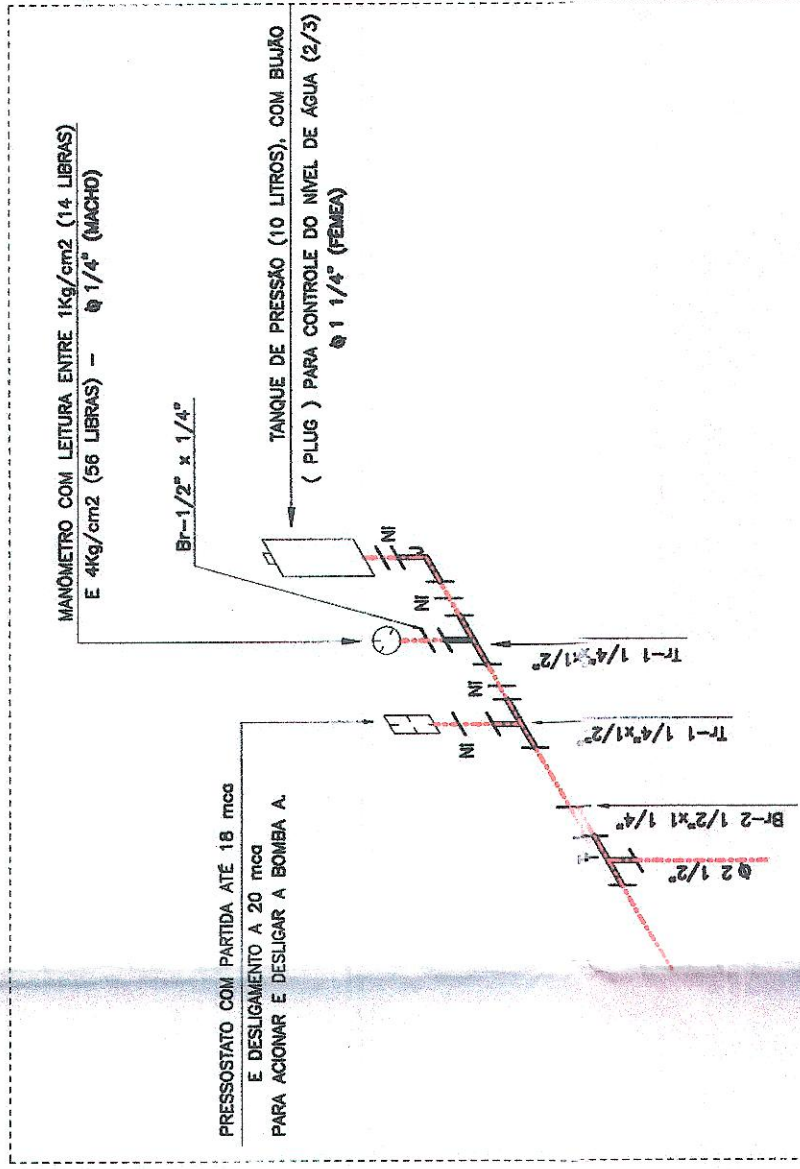 MANÔMETRO COM LEITURA ENTRE 1Kg/cm2 (14 LIBRAS)
E 4Kg/cm2 (56 LIBRAS) – ϕ 1/4" (MACHO)
Br-1/2" x 1/4"
TANQUE DE PRESSÃO (10 LITROS), COM BUJÃO
( PLUG ) PARA CONTROLE DO NÍVEL DE ÁGUA (2/3)
ϕ 1 1/4" (FÊMEA)
PRESSOSTATO COM PARTIDA ATÉ 18 mca
E DESLIGAMENTO A 20 mca
PARA ACIONAR E DESLIGAR A BOMBA A.
NI
NI
NI
NI
Tr-1 1/4"x1/2"
Tr-1 1/4"x1/2"
Br-2 1/2"x1 1/4"
ϕ 2 1/2"